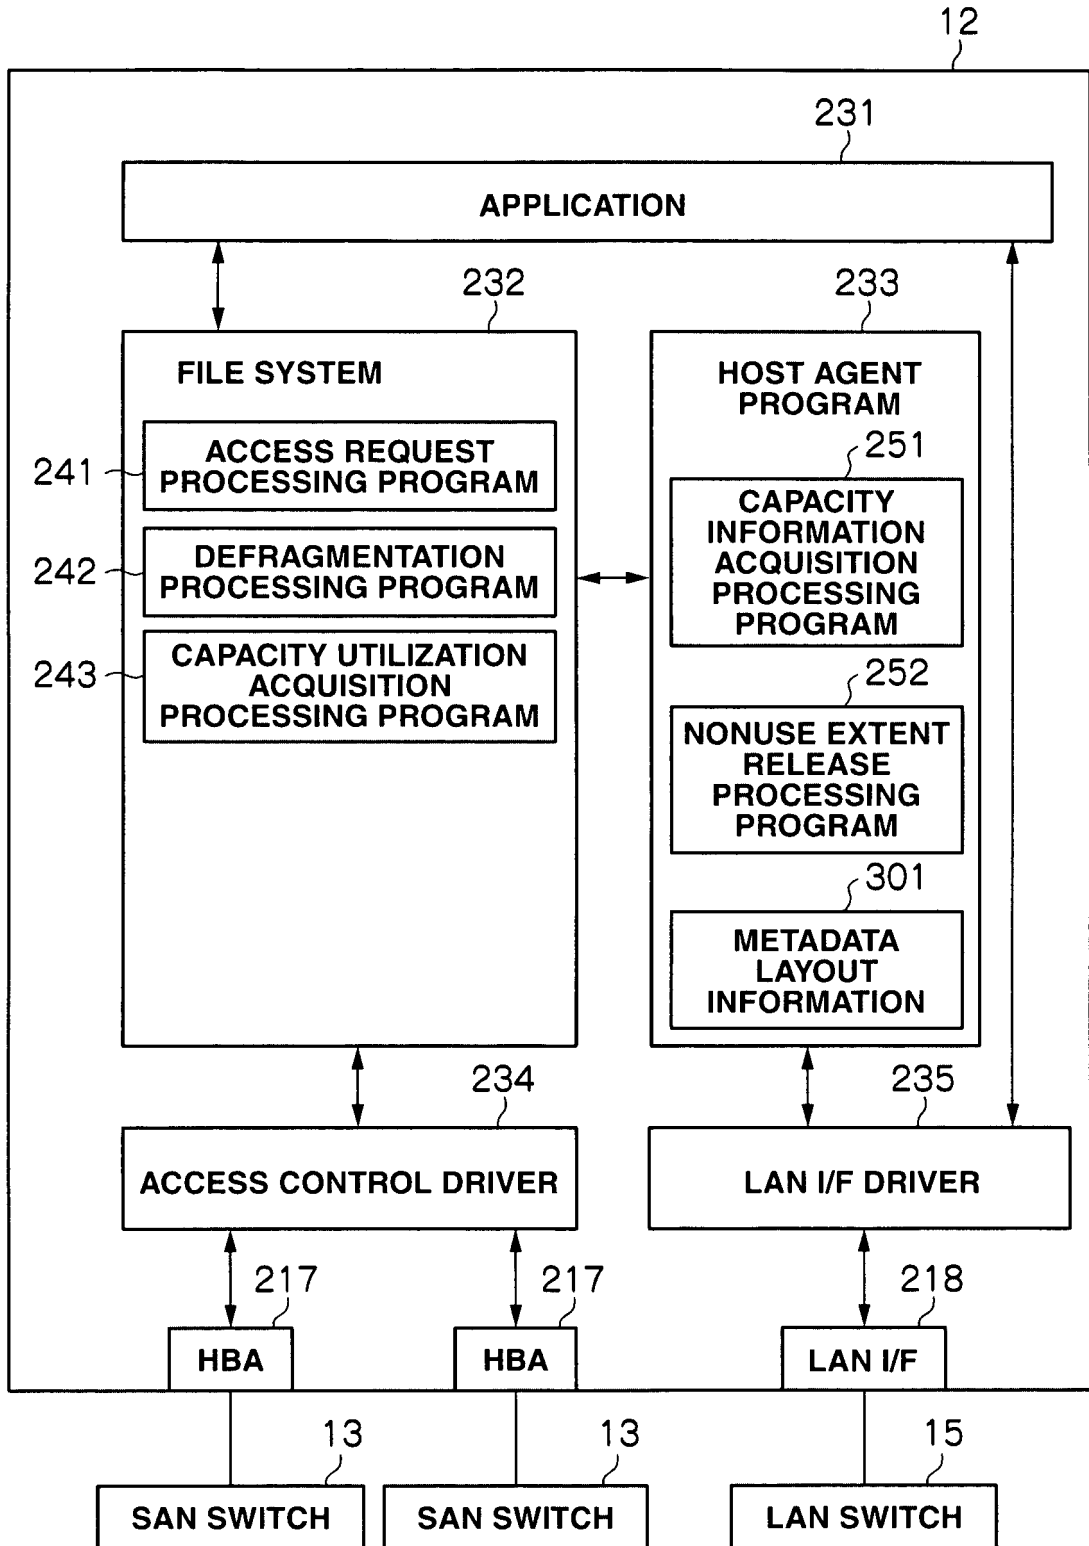 12
231
APPLICATION
232
233
FILE SYSTEM
HOST AGENT
PROGRAM
241
ACCESS REQUEST
PROCESSING PROGRAM
251
CAPACITY
INFORMATION
ACQUISITION
PROCESSING
PROGRAM
242
DEFRAGMENTATION
PROCESSING PROGRAM
243
CAPACITY UTILIZATION
ACQUISITION
PROCESSING PROGRAM
252
NONUSE EXTENT
RELEASE
PROCESSING
PROGRAM
301
METADATA
LAYOUT
INFORMATION
234
235
ACCESS CONTROL DRIVER
LAN I/F DRIVER
217
217
218
HBA
HBA
LAN I/F
13
13
15
SAN SWITCH
SAN SWITCH
LAN SWITCH